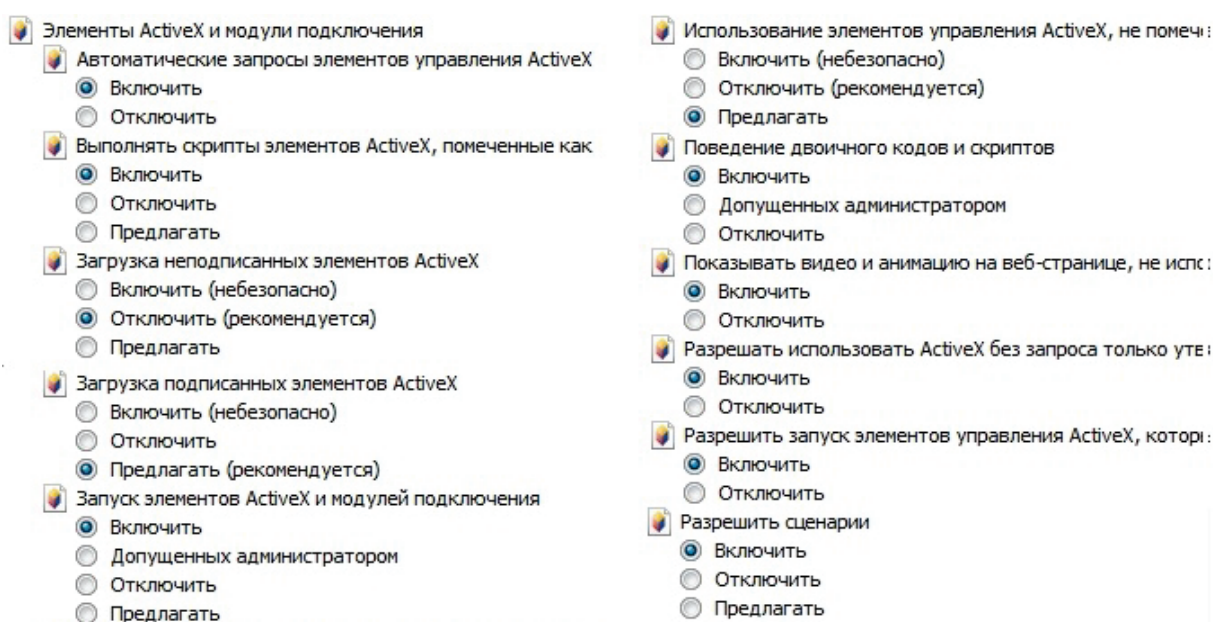 Элементы ActiveX и модули подключения
Автоматические запросы элементов управления ActiveX
Включить
Отключить
Выполнять скрипты элементов ActiveX, помеченные как
Включить
Отключить
Предлагать
Загрузка неподписанных элементов ActiveX
Включить (небезопасно)
Отключить (рекомендуется)
Предлагать
Загрузка подписанных элементов ActiveX
Включить (небезопасно)
Отключить
Предлагать (рекомендуется)
Запуск элементов ActiveX и модулей подключения
Включить
Допущенных администратором
Отключить
Предлагать
Использование элементов управления ActiveX, не
Включить (небезопасно)
Отключить (рекомендуется)
Предлагать
Поведение двоичного кодов и скриптов
Включить
Допущенных администратором
Отключить
Показывать видео и анимацию на веб-странице, не
Включить
Отключить
Разрешать использовать ActiveX без запроса только
Включить
Отключить
Разрешить запуск элементов управления ActiveX,
Включить
Отключить
Разрешить сценарии
Включить
Отключить
Предлагать